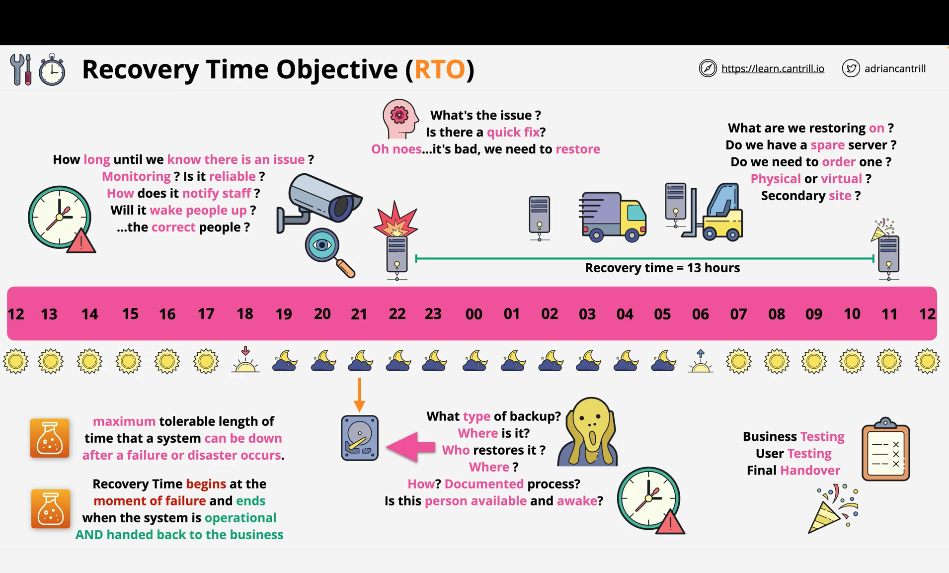 Recovery Time Objective (RTO)
https://learn.cantrill.io
adriancantrill
What's the issue ?
Is there a quick fix?
Oh noes...it's bad, we need to restore
What are we restoring on ?
Do we have a spare server ?
Do we need to order one ?
Physical or virtual ?
Secondary site ?
How long until we know there is an issue ?
Monitoring ? Is it reliable ?
How does it notify staff ?
Will it wake people up ?
...the correct people ?
Recovery time = 13 hours
12 13 14 15 16 17 18 19 20 21 22 23 00 01 02 03 04 05 06 07 08 09 10 11 12
maximum tolerable length of
time that a system can be down
after a failure or disaster occurs.
Recovery Time begins at the
moment of failure and ends
when the system is operational
AND handed back to the business
What type of backup?
Where is it?
Who restores it ?
Where ?
How? Documented process?
Is this person available and awake?
Business Testing
User Testing
Final Handover